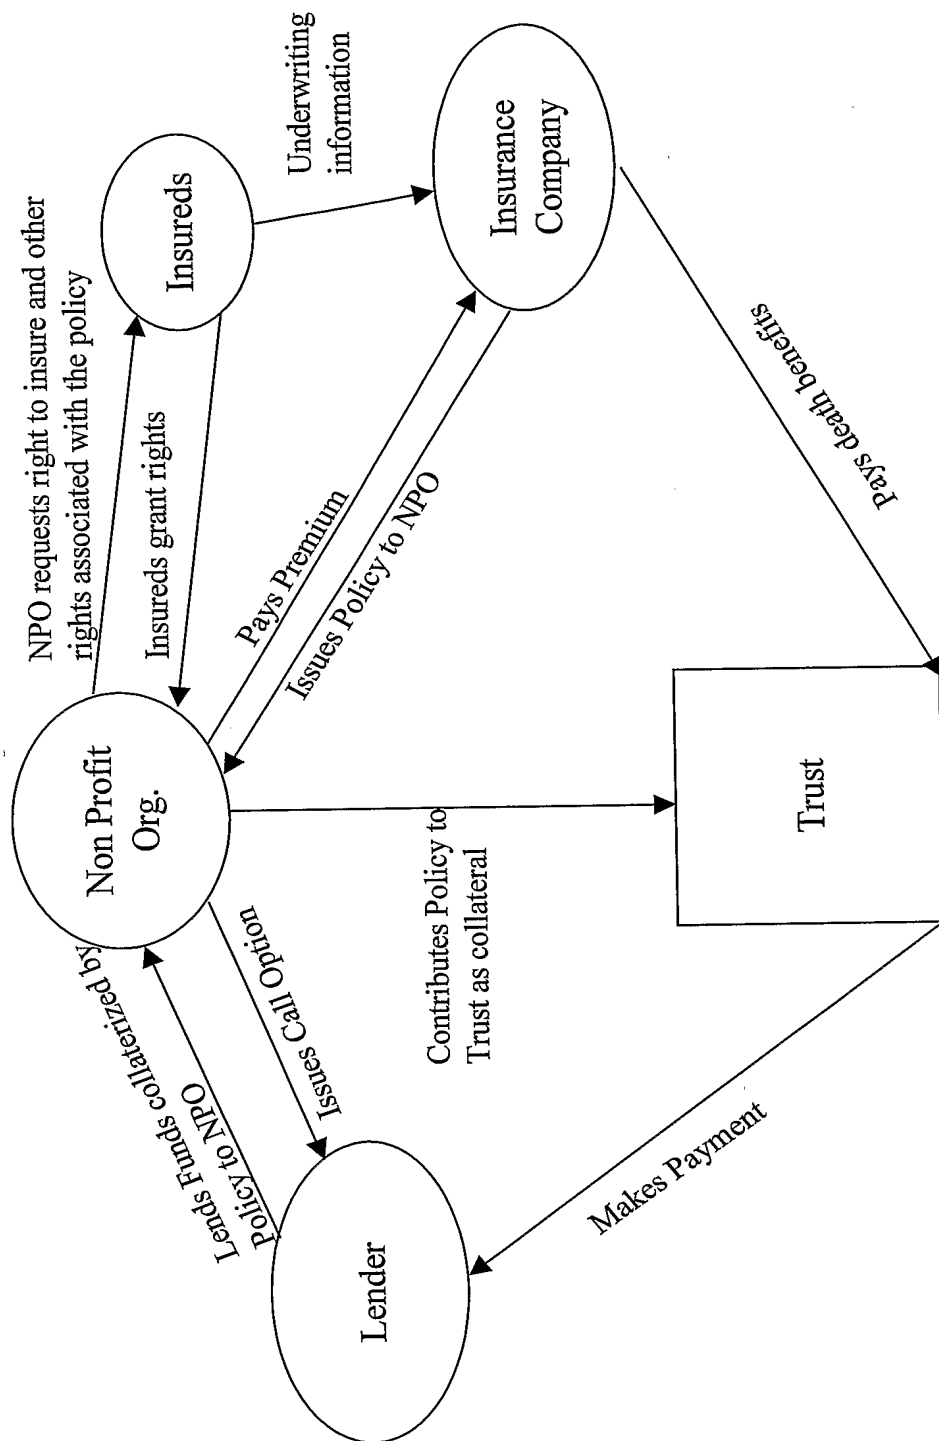 NPO requests right to insure and other
rights associated with the policy
Insureds
Insureds grant rights
Underwriting
information
Non Profit
Org.
Pays Premium
Issues Policy to NPO
Insurance
Company
Lends Funds collaterized by
Policy to NPO
Issues Call Option
Lender
Contributes Policy to
Trust as collateral
Pays death benefits
Makes Payment
Trust